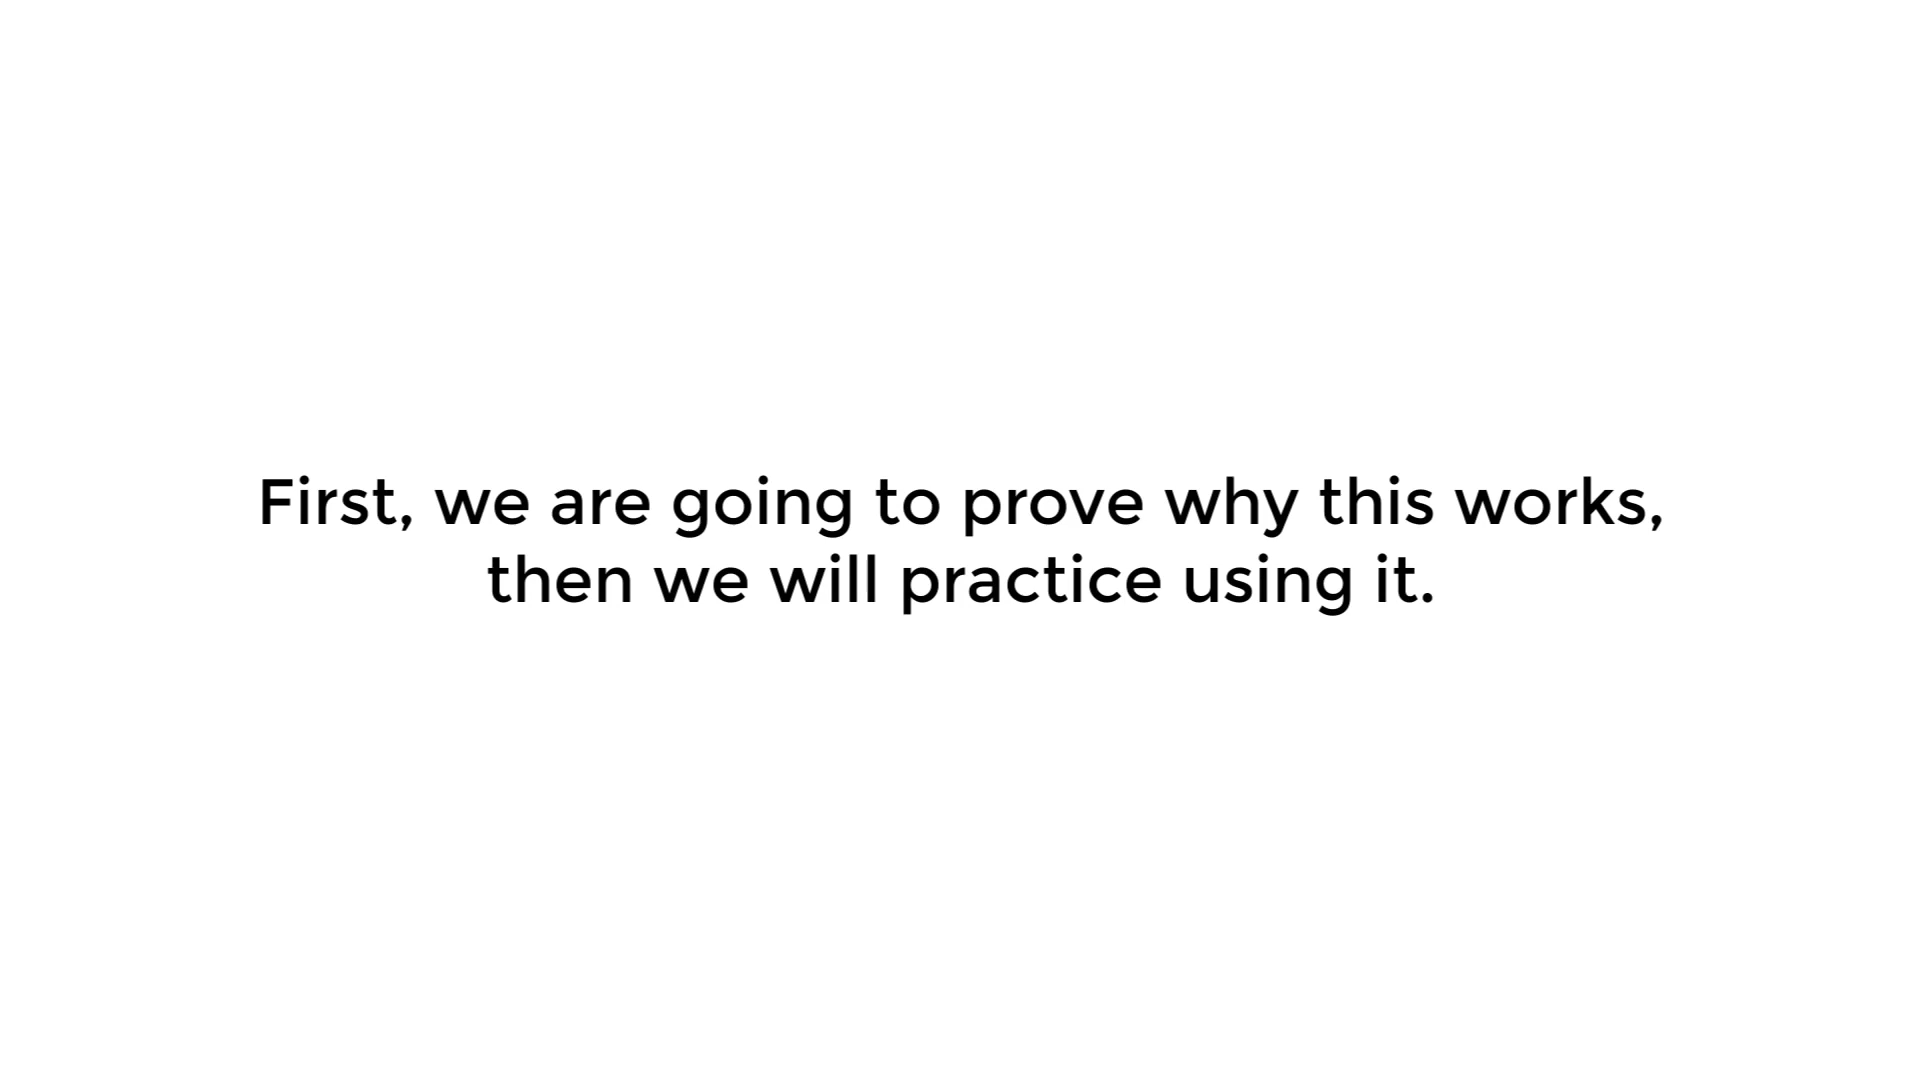 First, we are going to prove why this works,
then we will practice using it.